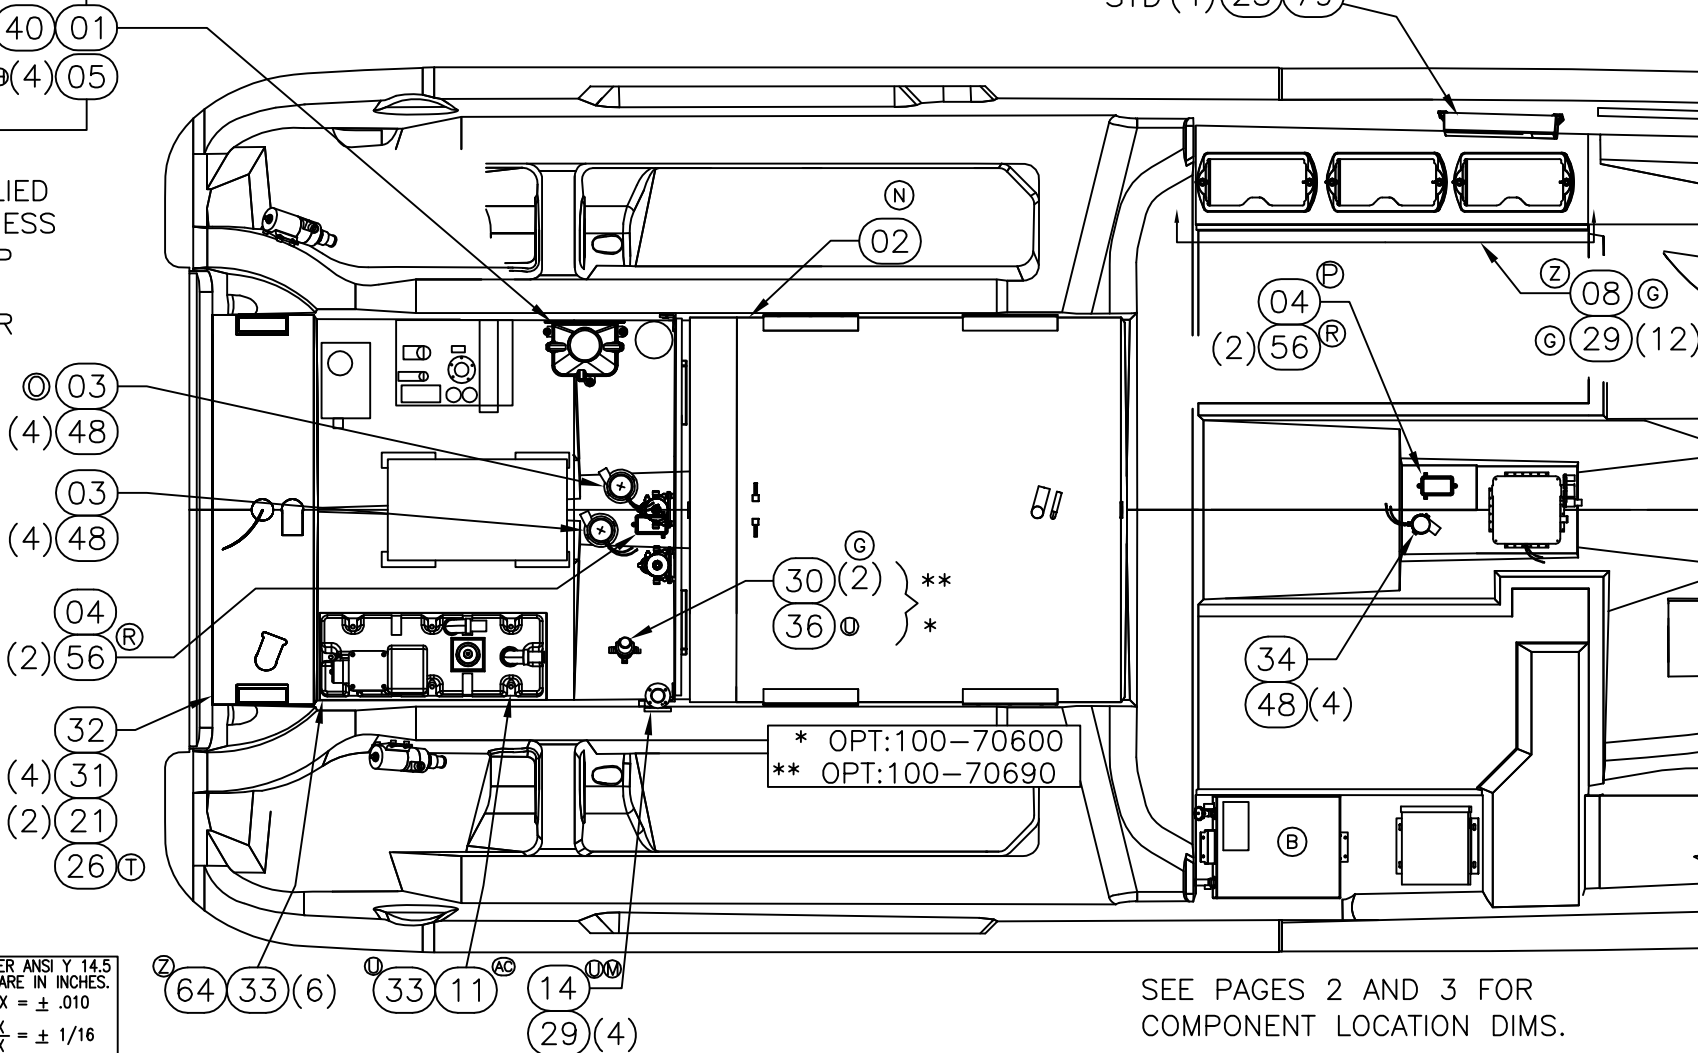 40 01
(4) 05
(4) 79
LIED
ESS
P
R
N
02
O 03
(4) 48
03
(4) 48
04
(2) 56 R
32
(4) 31
(2) 21
26 T
P
04
(2) 56 R
Z 08 G
G 29 (12)
G
30 (2) **
36 U *
34
48 (4)
* OPT:100-70600
** OPT:100-70690
B
Z 64 33 (6)
U 33 11 AC
14 U M
29 (4)
SEE PAGES 2 AND 3 FOR
COMPONENT LOCATION DIMS.
ER ANSI Y 14.5
ARE IN INCHES.
X = ± .010
X/X = ± 1/16